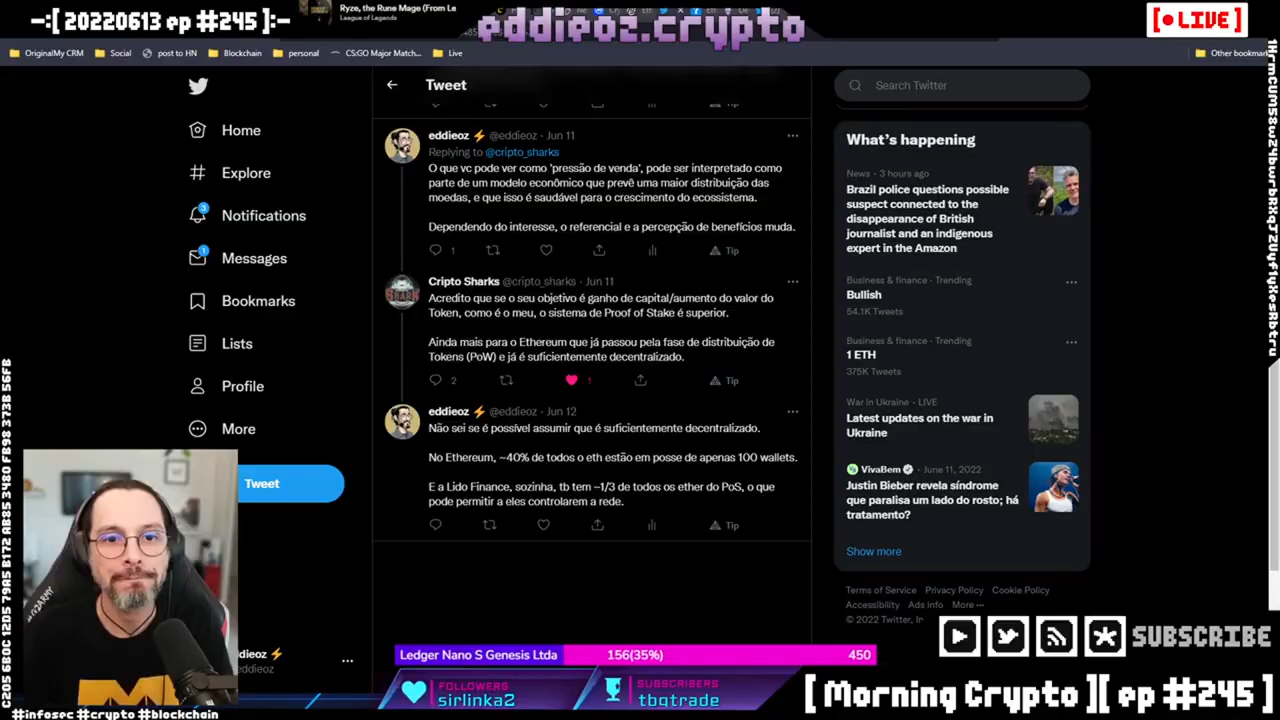 -:[ 20220613 ep #245 ]:-
Ryze, the Rune Mage (From Le
League of Legends
eddieoz.crypto
[•LIVE]
OriginalMy CRM
Social
post to HN
Blockchain
personal
CS:GO Major Match...
Live
Other bookmar
Tweet
Search Twitter
Home
Explore
3
Notifications
1
Messages
Bookmarks
Lists
Profile
More
Tweet
eddieoz⚡ @eddieoz · Jun 11
Replying to @cripto_sharks
O que vc pode ver como 'pressão de venda', pode ser interpretado como
parte de um modelo econômico que prevê uma maior distribuição das
moedas, e que isso é saudável para o crescimento do ecossistema.
Dependendo do interesse, o referencial e a percepção de benefícios muda.
1
Tip
Cripto Sharks @cripto_sharks · Jun 11
Acredito que se o seu objetivo é ganho de capital/aumento do valor do
Token, como é o meu, o sistema de Proof of Stake é superior.
Ainda mais para o Ethereum que já passou pela fase de distribuição de
Tokens (PoW) e já é suficientemente decentralizado.
2
1
Tip
eddieoz⚡ @eddieoz · Jun 12
Não sei se é possível assumir que é suficientemente decentralizado.
No Ethereum, ~40% de todos o eth estão em posse de apenas 100 wallets.
E a Lido Finance, sozinha, tb tem ~1/3 de todos os ether do PoS, o que
pode permitir a eles controlarem a rede.
Tip
What's happening
News · 3 hours ago
Brazil police questions possible
suspect connected to the
disappearance of British
journalist and an indigenous
expert in the Amazon
Business & finance · Trending
Bullish
54.1K Tweets
Business & finance · Trending
1 ETH
375K Tweets
War in Ukraine · LIVE
Latest updates on the war in
Ukraine
VivaBem · June 11, 2022
Justin Bieber revela síndrome
que paralisa um lado do rosto; há
tratamento?
Show more
Terms of Service Privacy Policy Cookie Policy
Accessibility Ads info More ···
© 2022 Twitter, In
SUBSCRIBE
ddieoz⚡
ddieoz
Ledger Nano S Genesis Ltda
156(35%)
450
FOLLOWERS
sirlinka2
SUBSCRIBERS
tbqtrade
[ Morning Crypto ][ ep #245 ]
#infosec #crypto #blockchain